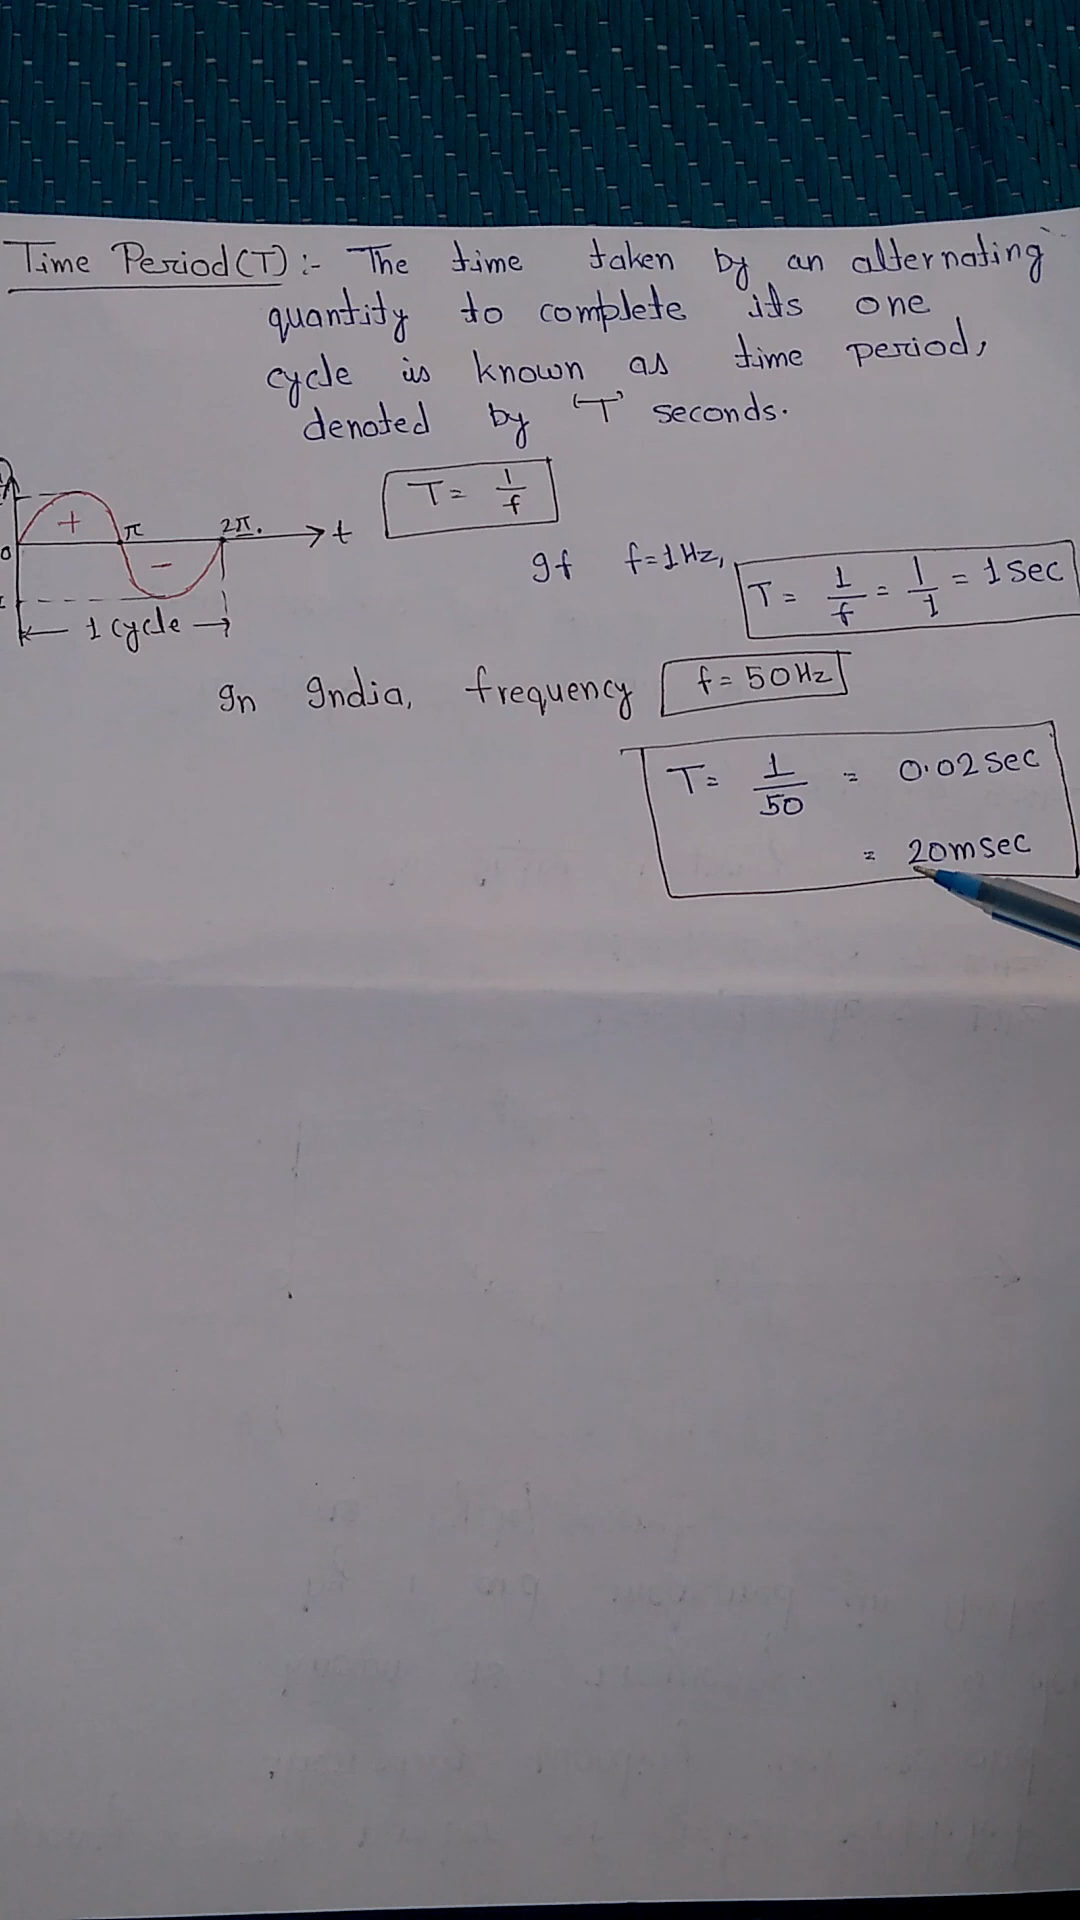 Time Period(T) :- The time taken by an alternating
quantity to complete its one
cycle is known as time period,
denoted by 'T' seconds.
T = 1/f
+ π 2π. → t
0
-
← 1 cycle →
If f=1Hz,
T = 1/f = 1/1 = 1 sec
In India, frequency f = 50Hz
T = 1/50 = 0.02 sec
= 20msec